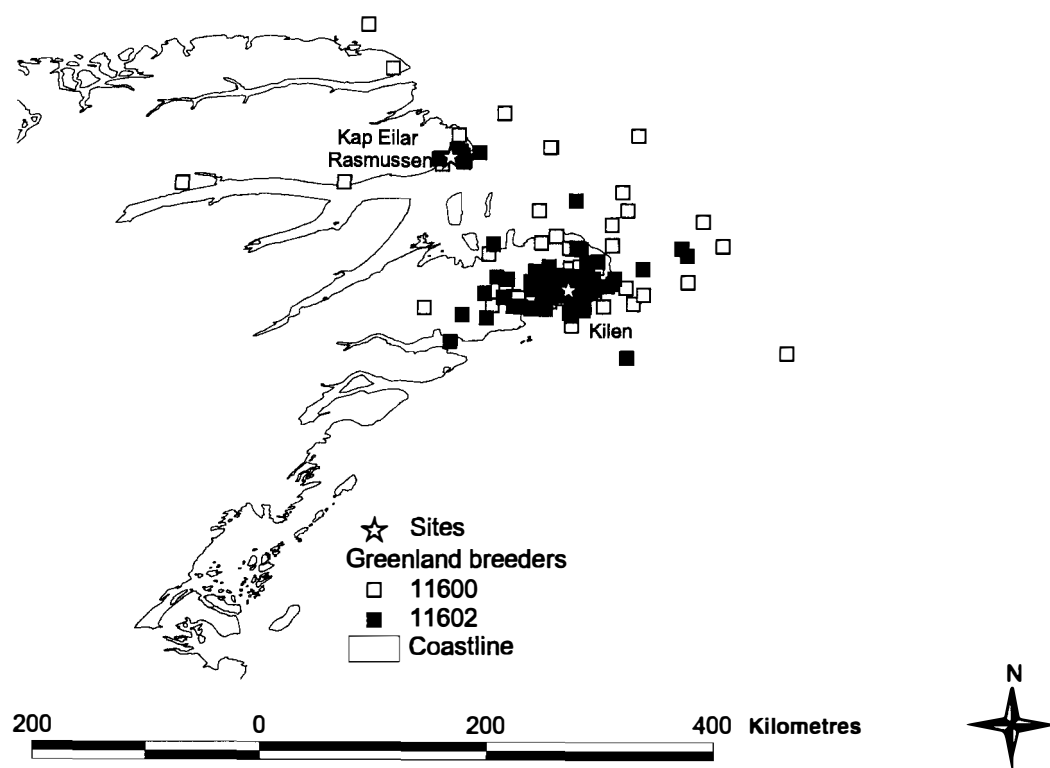 Kap Eilar
Rasmussen
Kilen
Sites
Greenland breeders
11600
11602
Coastline
N
200 0 200 400 Kilometres